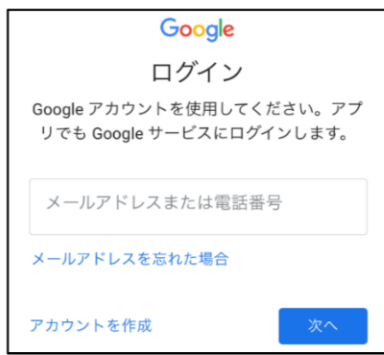 Google
ログイン
Google アカウントを使用してください。アプ
リでも Google サービスにログインします。
メールアドレスまたは電話番号
メールアドレスを忘れた場合
アカウントを作成
次へ